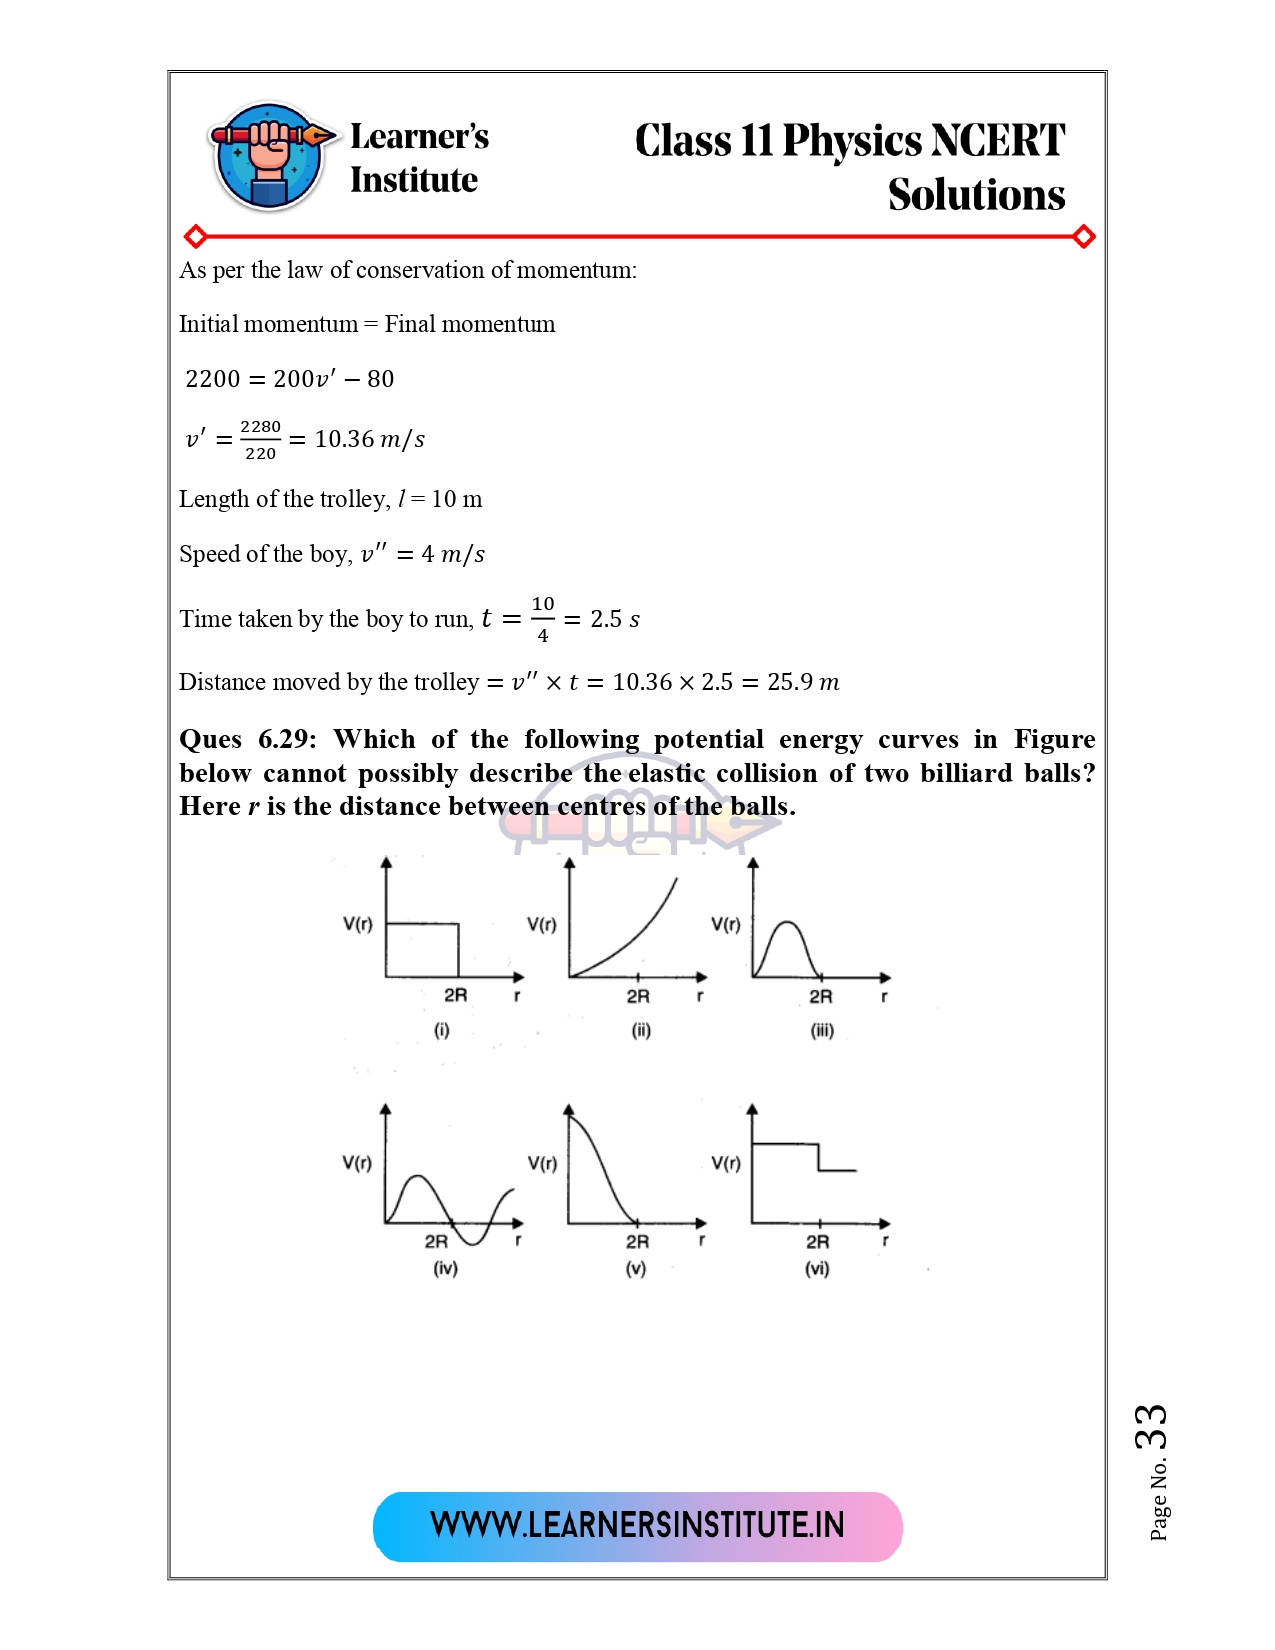 Learner's
Institute
Class 11 Physics NCERT
Solutions
As per the law of conservation of momentum:
Initial momentum = Final momentum
2200 = 200v′ − 80
v′ = 2280/220 = 10.36 m/s
Length of the trolley, l = 10 m
Speed of the boy, v′′ = 4 m/s
Time taken by the boy to run, t = 10/4 = 2.5 s
Distance moved by the trolley = v′′ × t = 10.36 × 2.5 = 25.9 m
Ques 6.29: Which of the following potential energy curves in Figure
below cannot possibly describe the elastic collision of two billiard balls?
Here r is the distance between centres of the balls.
V(r) V(r) V(r)
2R r 2R r 2R r
(i) (ii) (iii)
V(r) V(r) V(r)
2R r 2R r 2R r
(iv) (v) (vi)
Page No. 33
WWW.LEARNERSINSTITUTE.IN